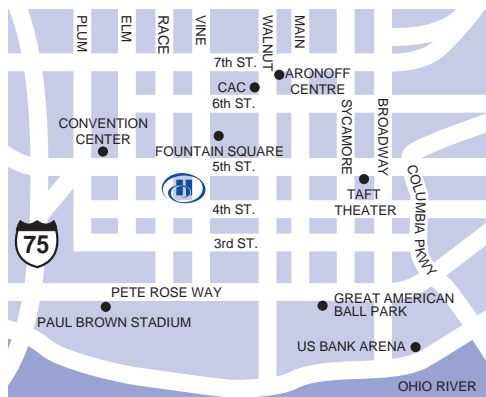 PLUM
ELM
RACE
VINE
WALNUT
MAIN
7th ST.
ARONOFF
CENTRE
CAC
6th ST.
CONVENTION
CENTER
SYCAMORE
BROADWAY
FOUNTAIN SQUARE
5th ST.
COLUMBIA PKWY
TAFT
THEATER
4th ST.
75
3rd ST.
PETE ROSE WAY
GREAT AMERICAN
BALL PARK
PAUL BROWN STADIUM
US BANK ARENA
OHIO RIVER